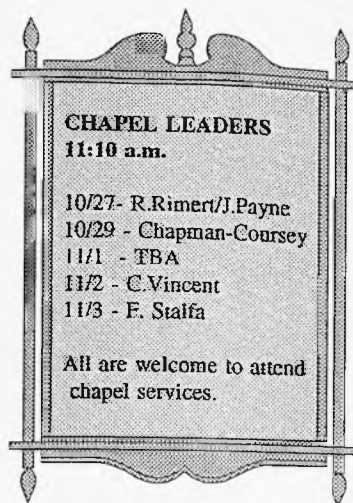 CHAPEL LEADERS
11:10 a.m.
10/27- R.Rimert/J.Payne
10/29 - Chapman-Coursey
11/1 - TBA
11/2 - C.Vincent
11/3 - F. Stalfa
All are welcome to attend
chapel services.